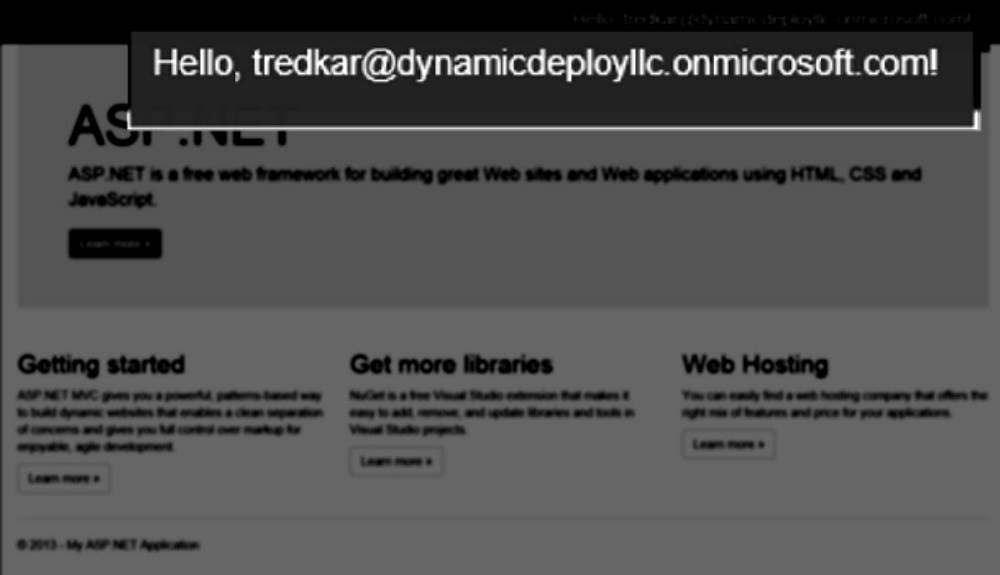 Hello, tredkar@dynamicdeployllc.onmicrosoft.com!
Hello, tredkar@dynamicdeployllc.onmicrosoft.com!
ASP.NET
ASP.NET is a free web framework for building great Web sites and Web applications using HTML, CSS and
JavaScript.
Learn more »
Getting started
ASP.NET MVC gives you a powerful, patterns-based way
to build dynamic websites that enables a clean separation
of concerns and gives you full control over markup for
enjoyable, agile development.
Learn more »
Get more libraries
NuGet is a free Visual Studio extension that makes it
easy to add, remove, and update libraries and tools in
Visual Studio projects.
Learn more »
Web Hosting
You can easily find a web hosting company that offers the
right mix of features and price for your applications.
Learn more »
© 2013 - My ASP.NET Application